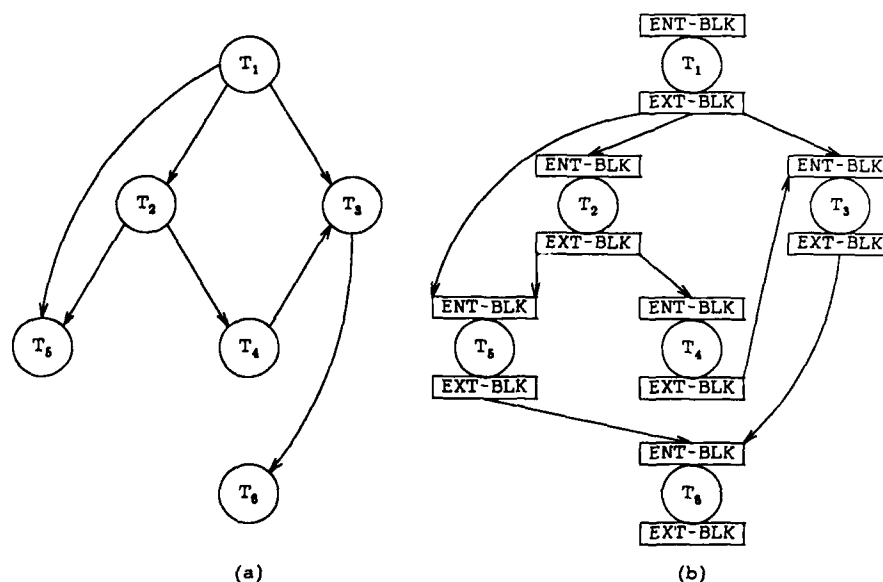 T₁
T₂
T₃
T₅
T₄
T₆
(a)
ENT-BLK
T₁
EXT-BLK
ENT-BLK
T₂
EXT-BLK
ENT-BLK
T₃
EXT-BLK
ENT-BLK
T₅
EXT-BLK
ENT-BLK
T₄
EXT-BLK
ENT-BLK
T₆
EXT-BLK
(b)